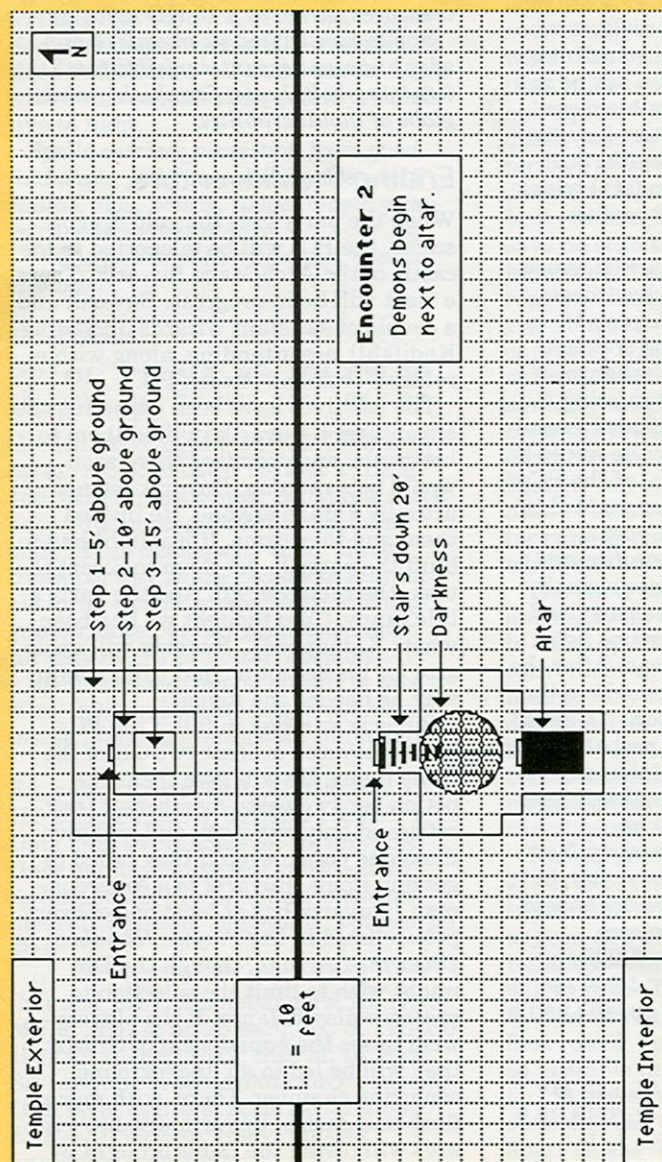 Temple Exterior
N
Entrance
Step 1-5' above ground
Step 2-10' above ground
Step 3-15' above ground
= 10
feet
Encounter 2
Demons begin
next to altar.
Entrance
Stairs down 20'
Darkness
Altar
Temple Interior